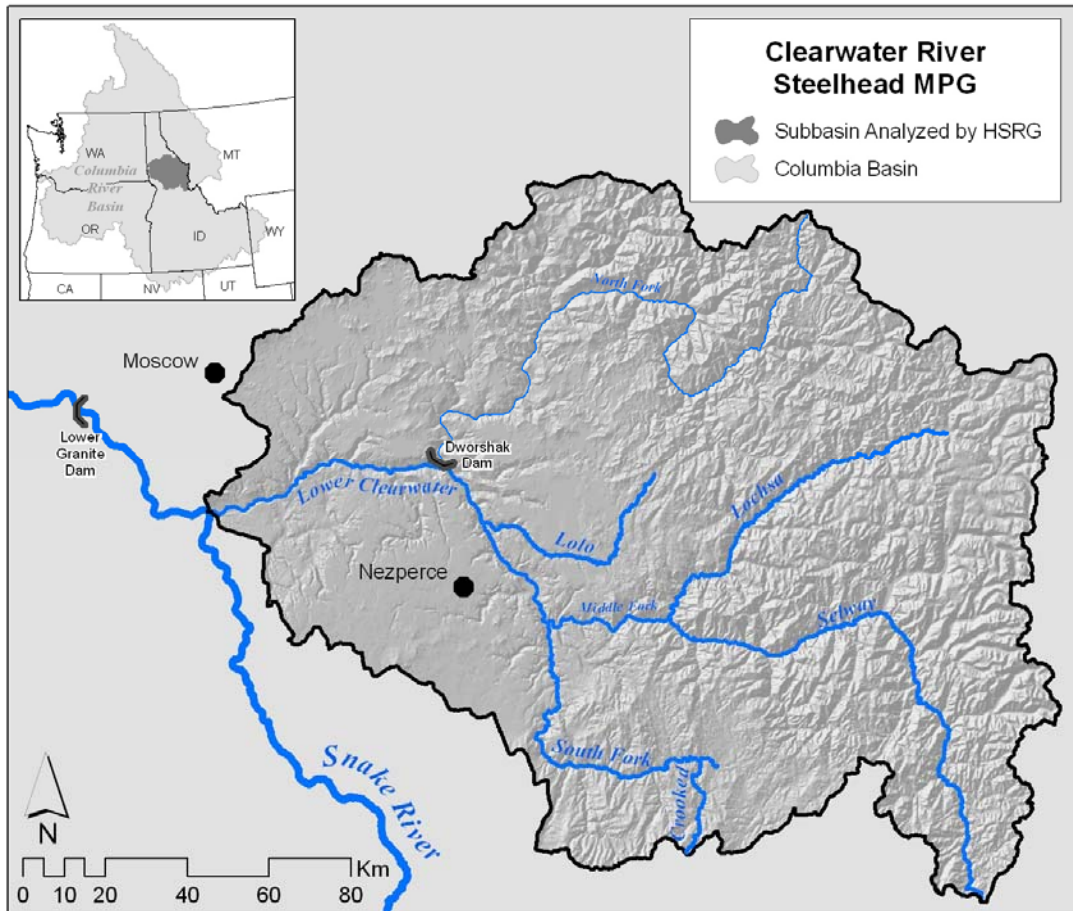 Clearwater River
Steelhead MPG
Subbasin Analyzed by HSRG
Columbia Basin
WA
MT
Columbia
River
Basin
OR
ID
WY
CA
NV
UT
North Fork
Moscow
Lower
Granite
Dam
Dworshak
Dam
Lower Clearwater
Lochsa
Loto
Nezperce
Middle Fork
Selway
South Fork
Crooked
Snake River
N
Km
0 10 20 40 60 80